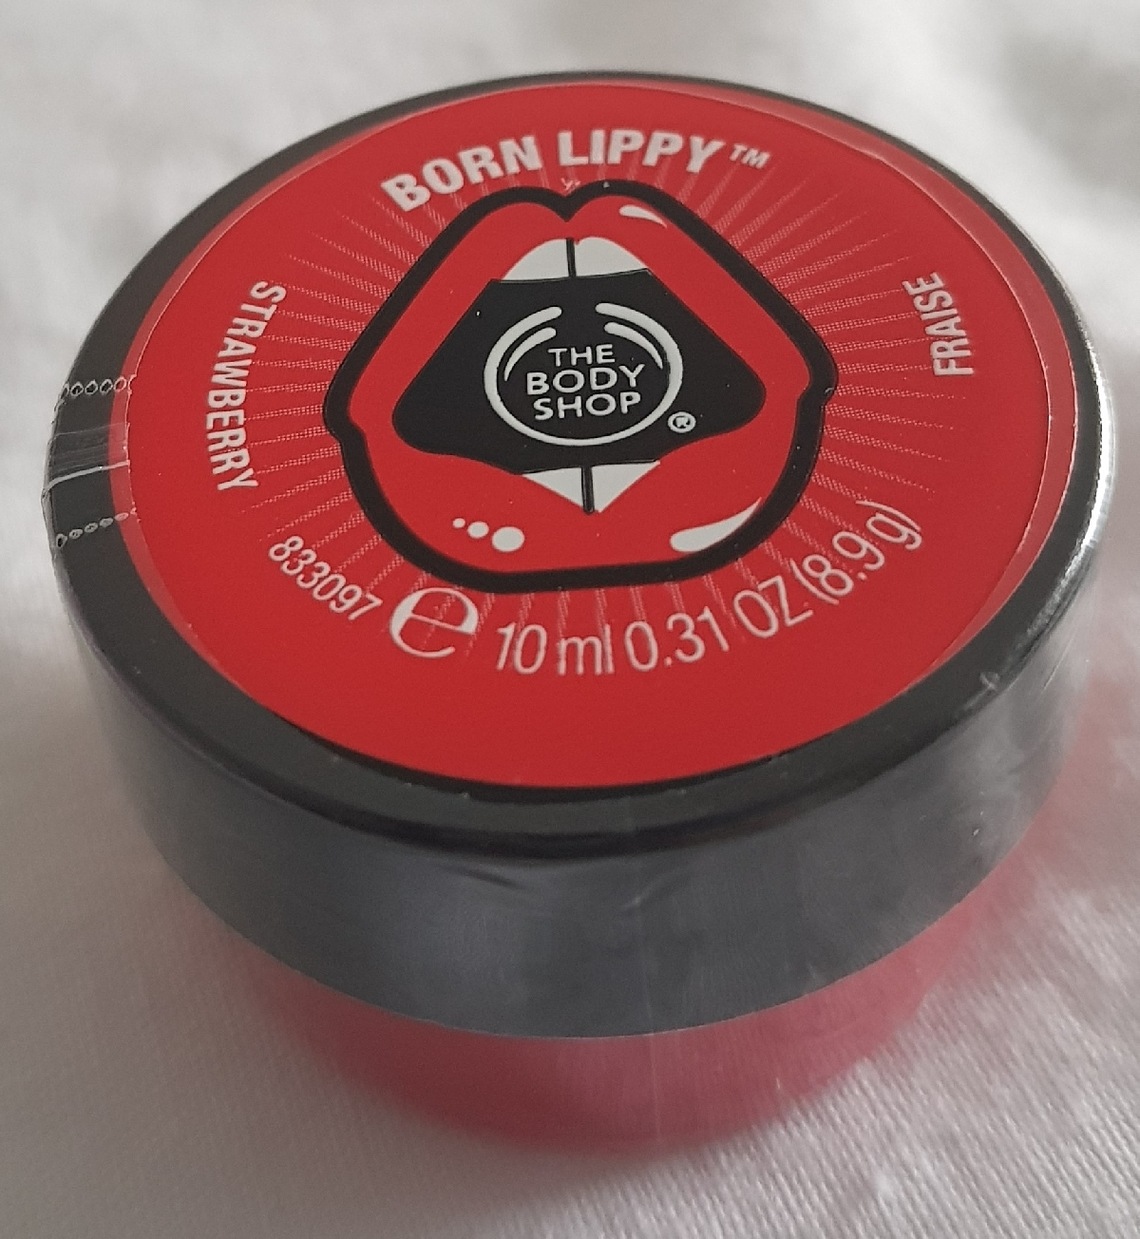 BORN LIPPY™
STRAWBERRY
THE
BODY
SHOP®
FRAISE
833097 ℮ 10 ml 0.31 OZ (8.9 g)